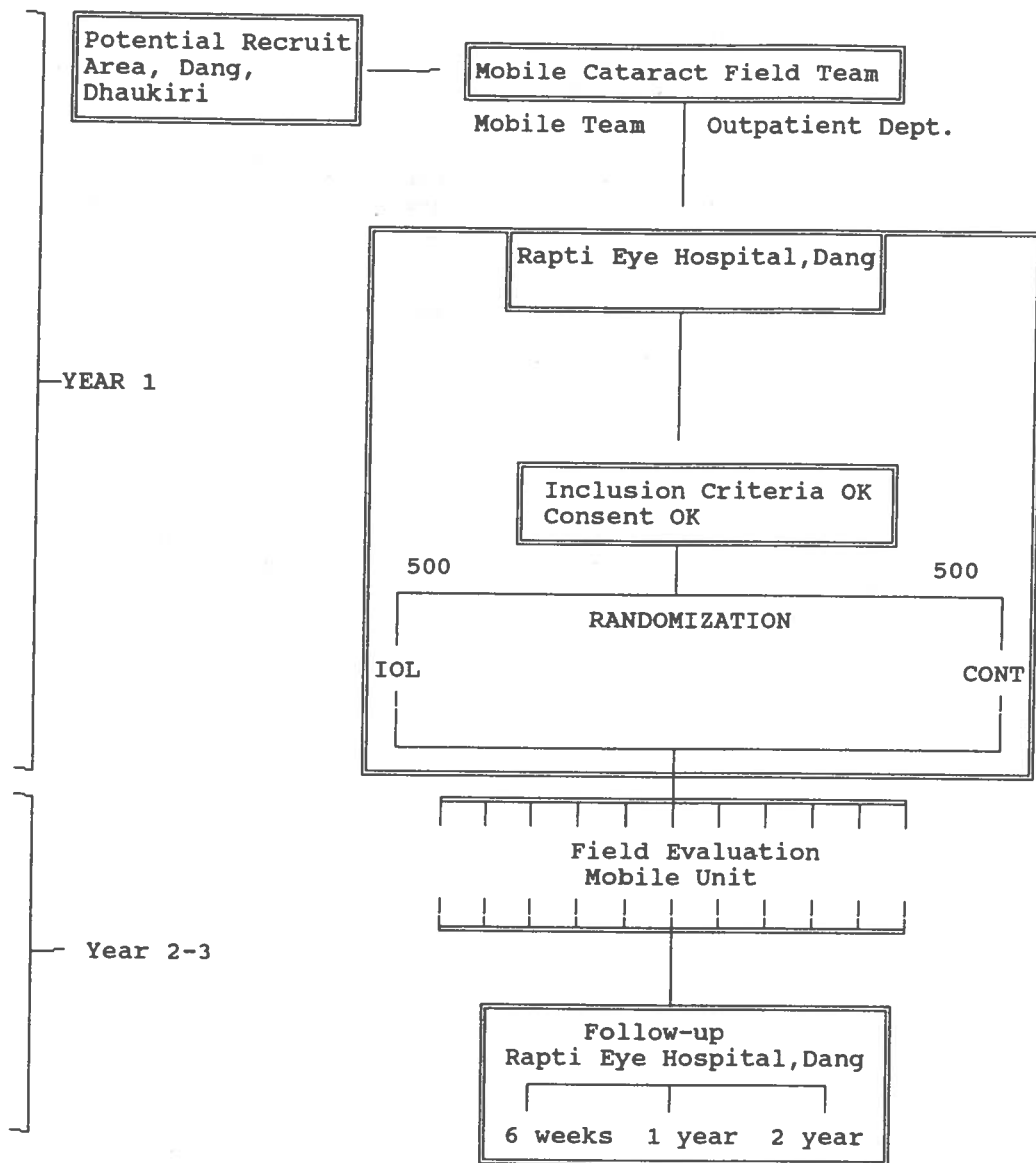 Potential Recruit
Area, Dang,
Dhaukiri
Mobile Cataract Field Team
Mobile Team Outpatient Dept.
Rapti Eye Hospital,Dang
YEAR 1
Inclusion Criteria OK
Consent OK
500 500
RANDOMIZATION
IOL CONT
Field Evaluation
Mobile Unit
Year 2-3
Follow-up
Rapti Eye Hospital,Dang
6 weeks 1 year 2 year